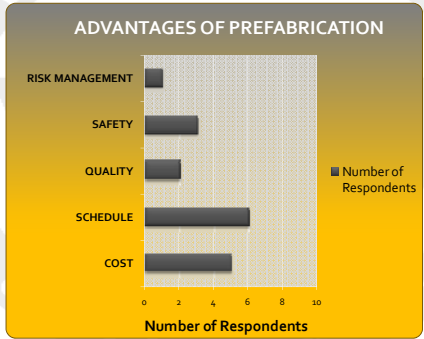 ADVANTAGES OF PREFABRICATION
RISK MANAGEMENT
SAFETY
QUALITY
SCHEDULE
COST
Number of
Respondents
0 2 4 6 8 10
Number of Respondents